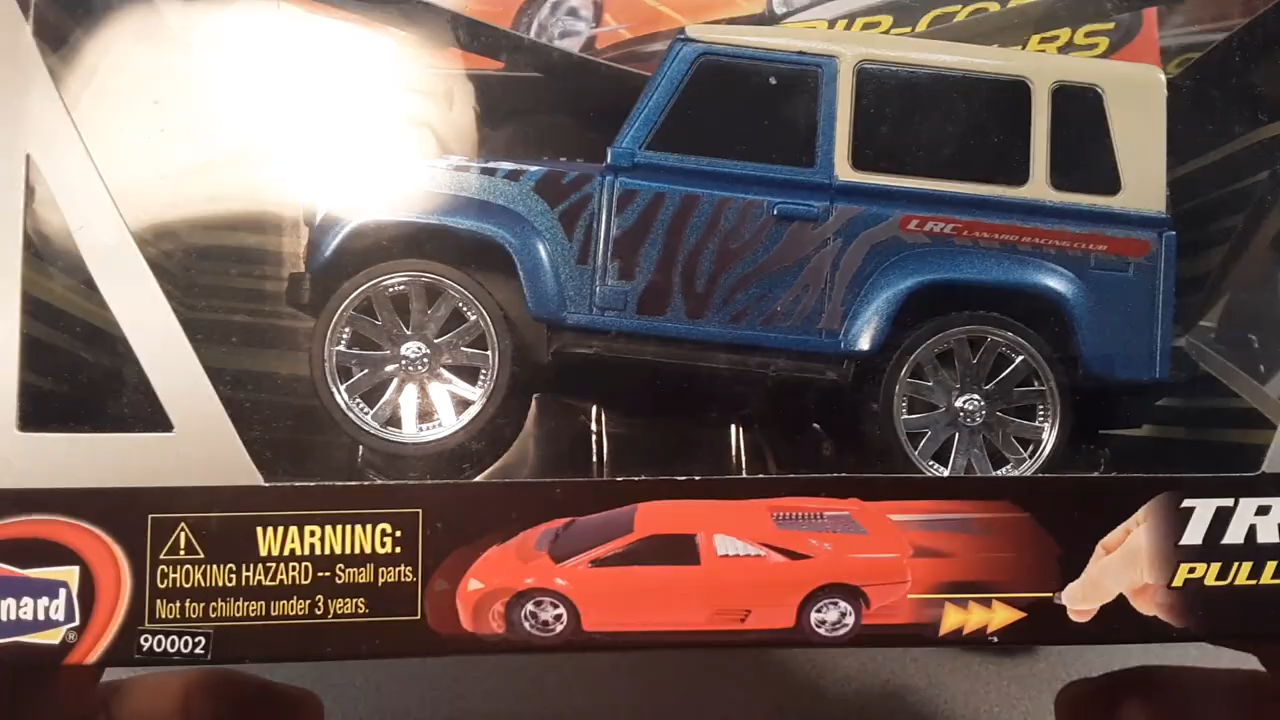 LRC LANARD RACING CLUB
WARNING:
CHOKING HAZARD -- Small parts.
Not for children under 3 years.
90002
nard®
TR
PULL